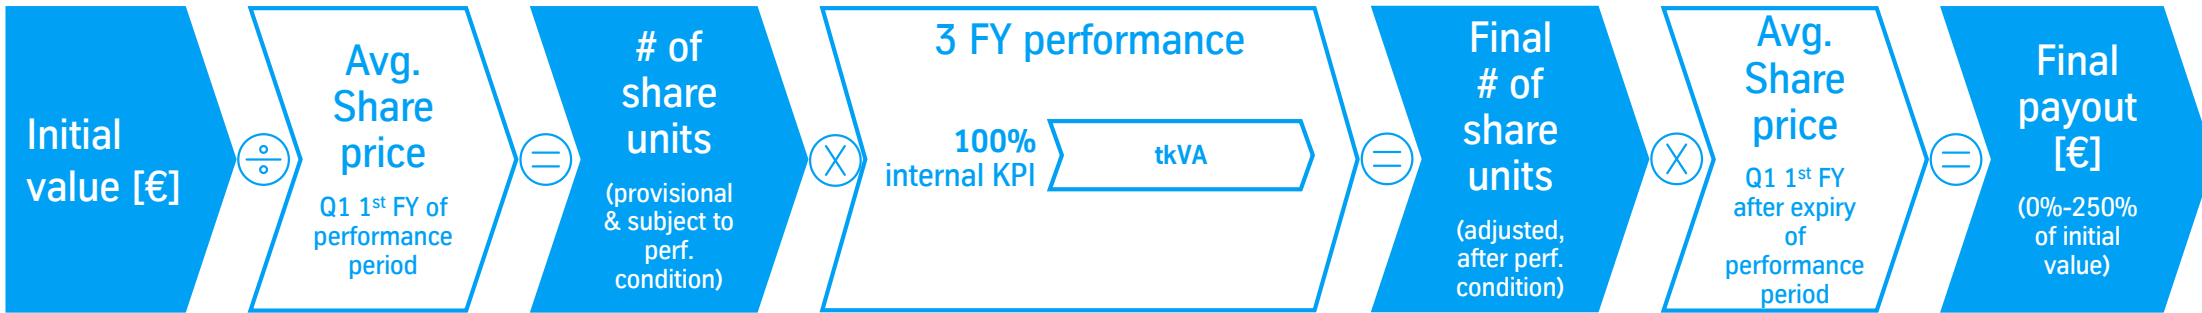 Initial
value [€]
÷
Avg.
Share
price
Q1 1st FY of
performance
period
=
# of
share
units
(provisional
& subject to
perf.
condition)
X
3 FY performance
100%
internal KPI
tkVA
=
Final
# of
share
units
(adjusted,
after perf.
condition)
X
Avg.
Share
price
Q1 1st FY
after expiry
of
performance
period
=
Final
payout
[€]
(0%-250%
of initial
value)